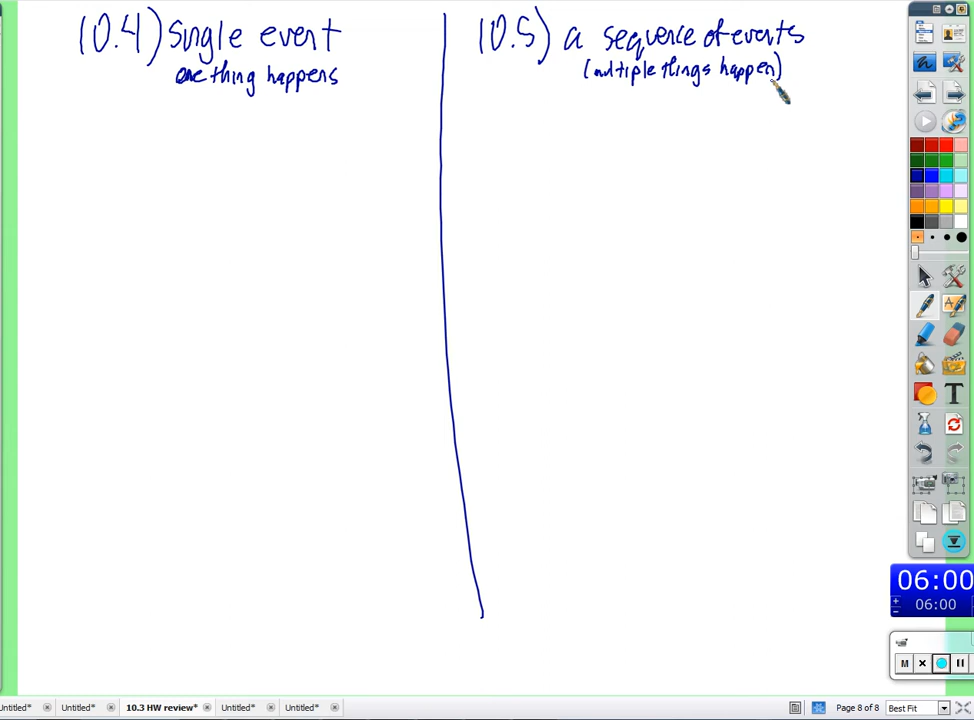 10.4) Single event
one thing happens
10.5) a sequence of events
(multiple things happen)
06:00
06:00
M
Untitled*
Untitled*
10.3 HW review*
Untitled*
Untitled*
Page 8 of 8
Best Fit